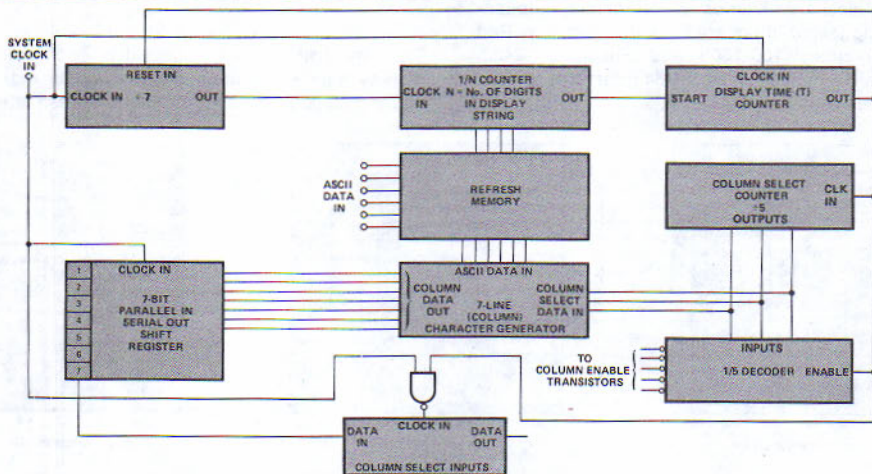 SYSTEM
CLOCK
IN
RESET IN
CLOCK IN ÷7 OUT
1/N COUNTER
CLOCK N = No. OF DIGITS
IN IN DISPLAY OUT
STRING
CLOCK IN
DISPLAY TIME (T)
START COUNTER OUT
ASCII
DATA
IN
REFRESH
MEMORY
COLUMN SELECT
COUNTER
÷5
OUTPUTS
CLK
IN
1
2
3
4
5
6
7
CLOCK IN
7-BIT
PARALLEL IN
SERIAL OUT
SHIFT
REGISTER
ASCII DATA IN
COLUMN
DATA
OUT
7-LINE
(COLUMN)
CHARACTER GENERATOR
COLUMN
SELECT
DATA IN
TO
COLUMN ENABLE
TRANSISTORS
INPUTS
1/5 DECODER ENABLE
DATA
IN
CLOCK IN
DATA
OUT
COLUMN SELECT INPUTS